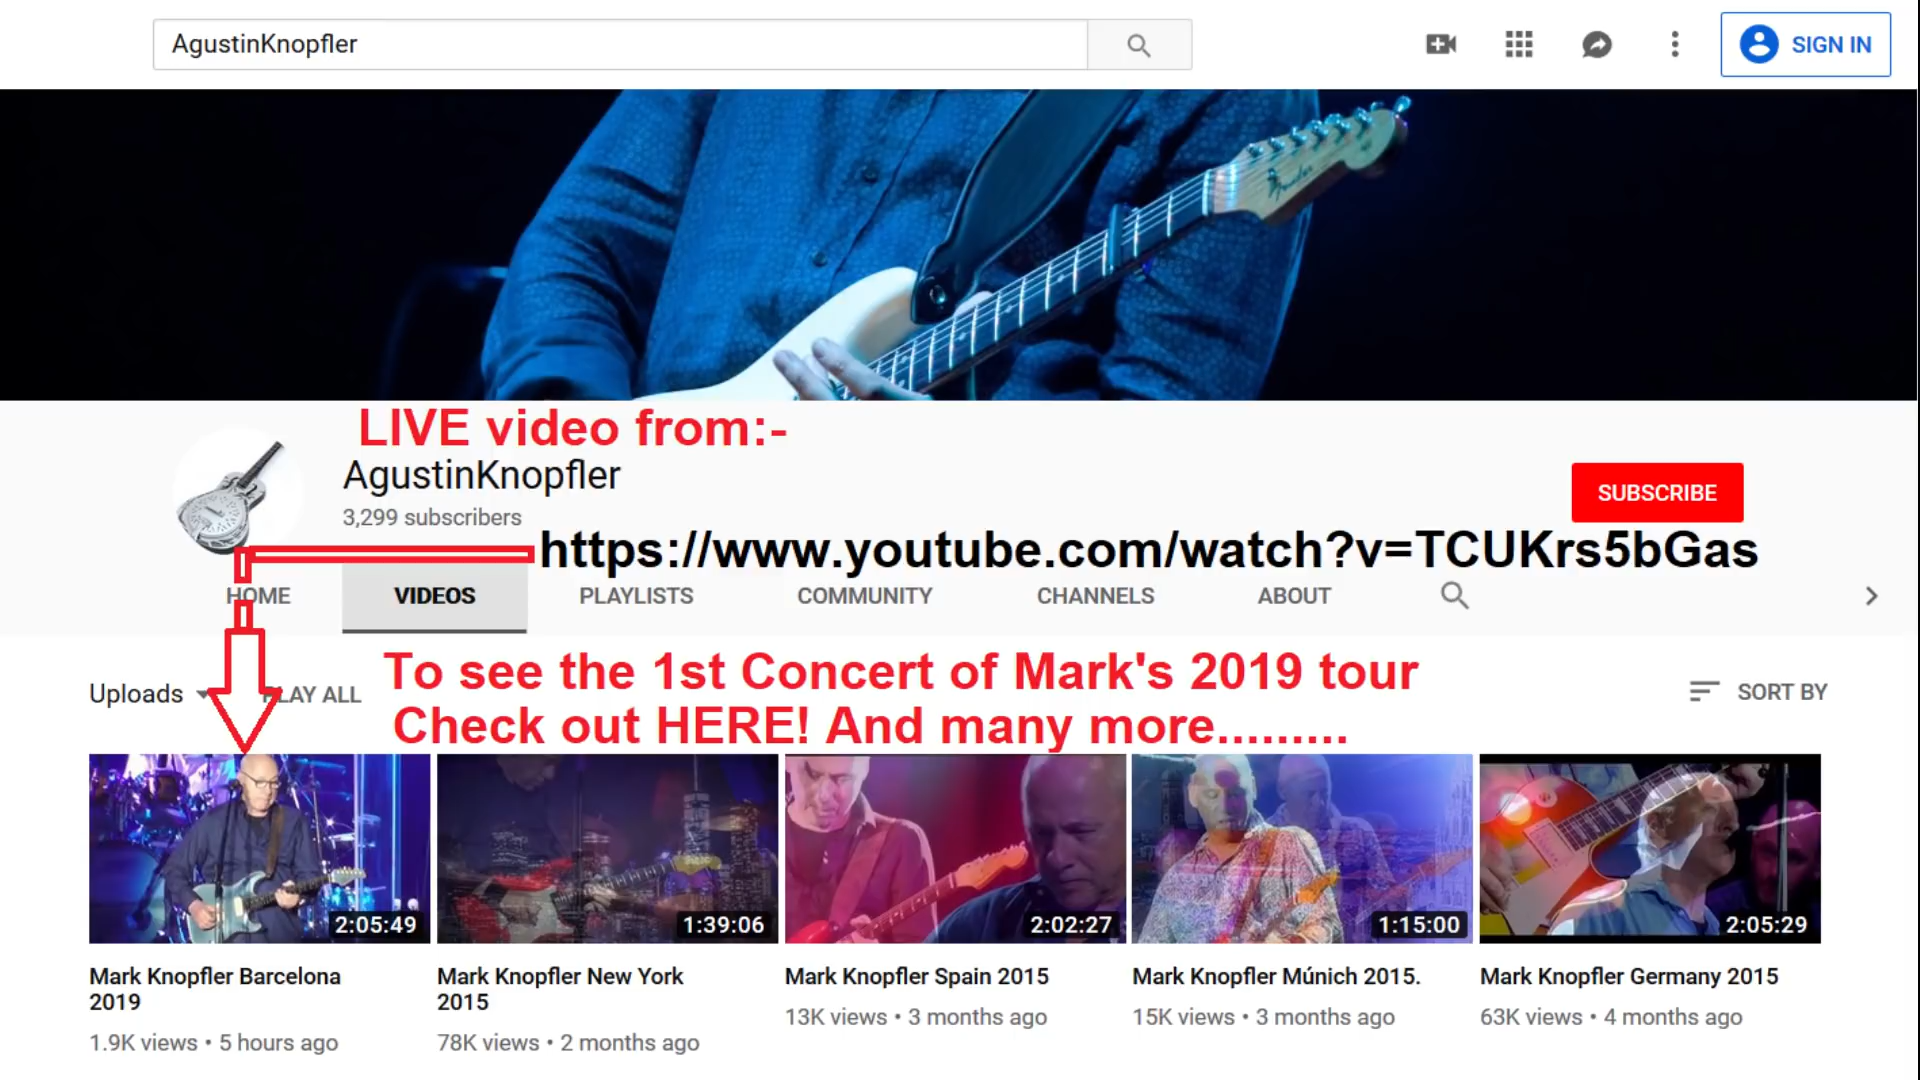 AgustinKnopfler
SIGN IN
Fender
LIVE video from:-
AgustinKnopfler
3,299 subscribers
SUBSCRIBE
https://www.youtube.com/watch?v=TCUKrs5bGas
HOME
VIDEOS
PLAYLISTS
COMMUNITY
CHANNELS
ABOUT
To see the 1st Concert of Mark's 2019 tour
Uploads
PLAY ALL
SORT BY
Check out HERE! And many more.........
2:05:49
1:39:06
2:02:27
1:15:00
2:05:29
Mark Knopfler Barcelona
2019
1.9K views • 5 hours ago
Mark Knopfler New York
2015
78K views • 2 months ago
Mark Knopfler Spain 2015
13K views • 3 months ago
Mark Knopfler Múnich 2015.
15K views • 3 months ago
Mark Knopfler Germany 2015
63K views • 4 months ago